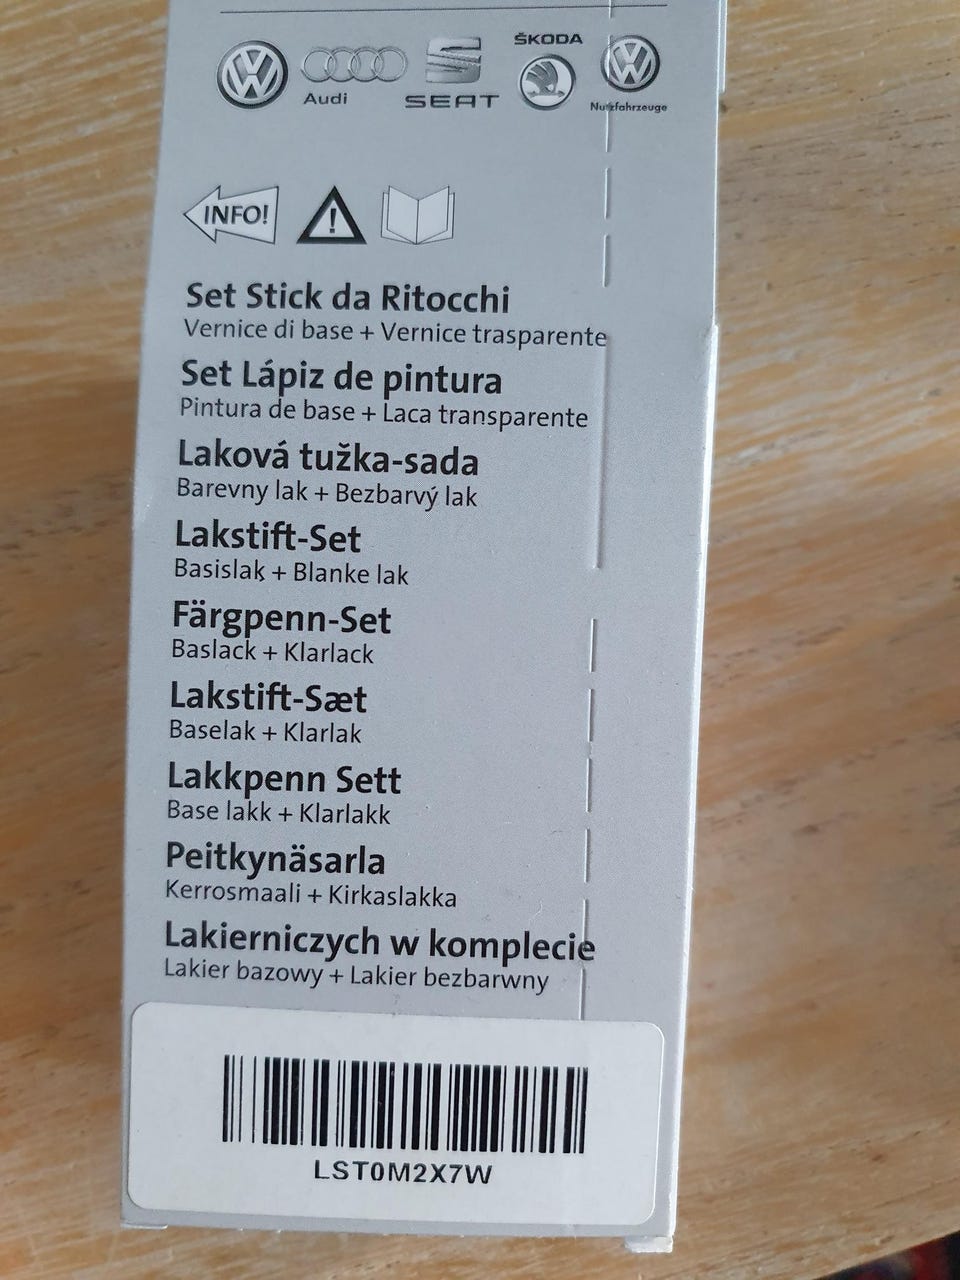 ŠKODA
Audi SEAT Nutzfahrzeuge
INFO!
Set Stick da Ritocchi
Vernice di base + Vernice trasparente
Set Lápiz de pintura
Pintura de base + Laca transparente
Laková tužka-sada
Barevny lak + Bezbarvý lak
Lakstift-Set
Basislak + Blanke lak
Färgpenn-Set
Baslack + Klarlack
Lakstift-Sæt
Baselak + Klarlak
Lakkpenn Sett
Base lakk + Klarlakk
Peitkynäsarla
Kerrosmaali + Kirkaslakka
Lakierniczych w komplecie
Lakier bazowy + Lakier bezbarwny
LST0M2X7W